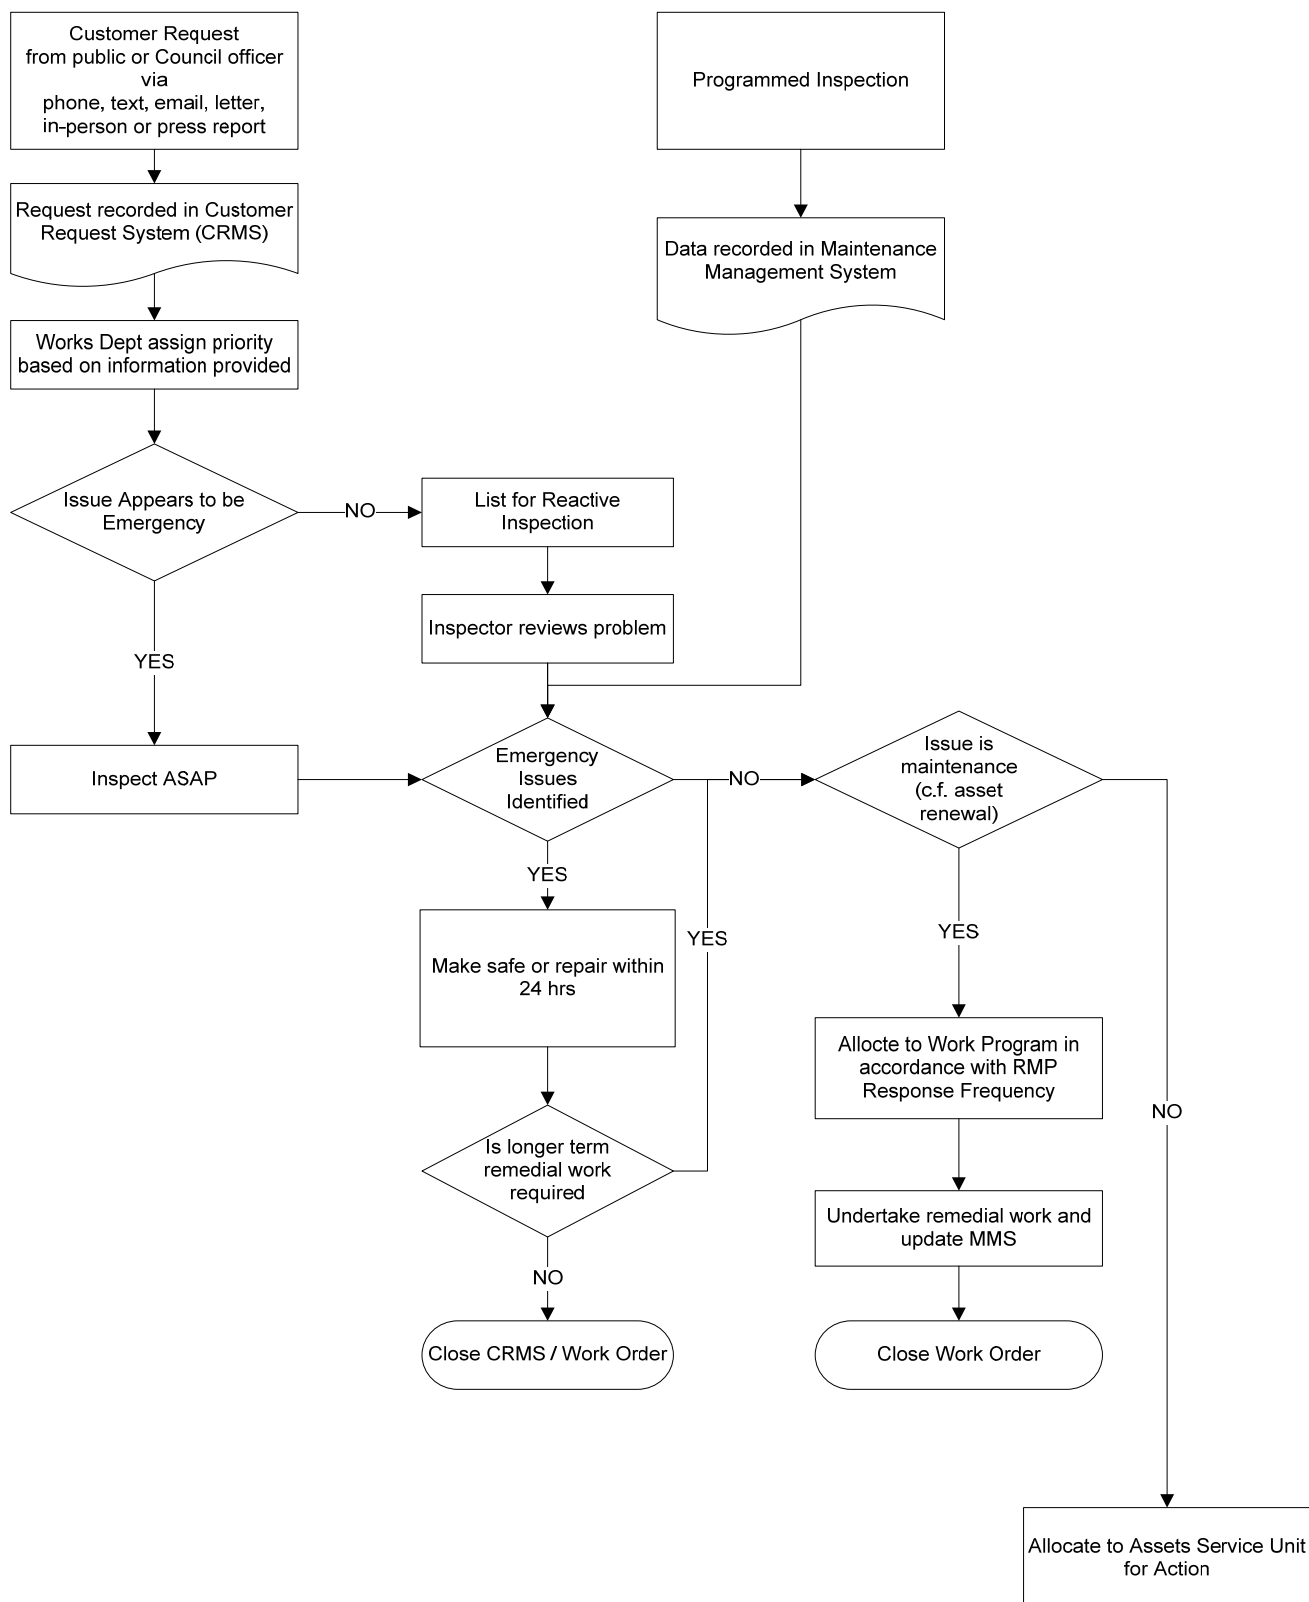 Customer Request
from public or Council officer
via
phone, text, email, letter,
in-person or press report
Programmed Inspection
Request recorded in Customer
Request System (CRMS)
Data recorded in Maintenance
Management System
Works Dept assign priority
based on information provided
Issue Appears to be
Emergency
NO
List for Reactive
Inspection
Inspector reviews problem
YES
Inspect ASAP
Emergency
Issues
Identified
NO
Issue is
maintenance
(c.f. asset
renewal)
YES
Make safe or repair within
24 hrs
YES
YES
Allocte to Work Program in
accordance with RMP
Response Frequency
NO
Is longer term
remedial work
required
Undertake remedial work and
update MMS
NO
Close CRMS / Work Order
Close Work Order
Allocate to Assets Service Unit
for Action